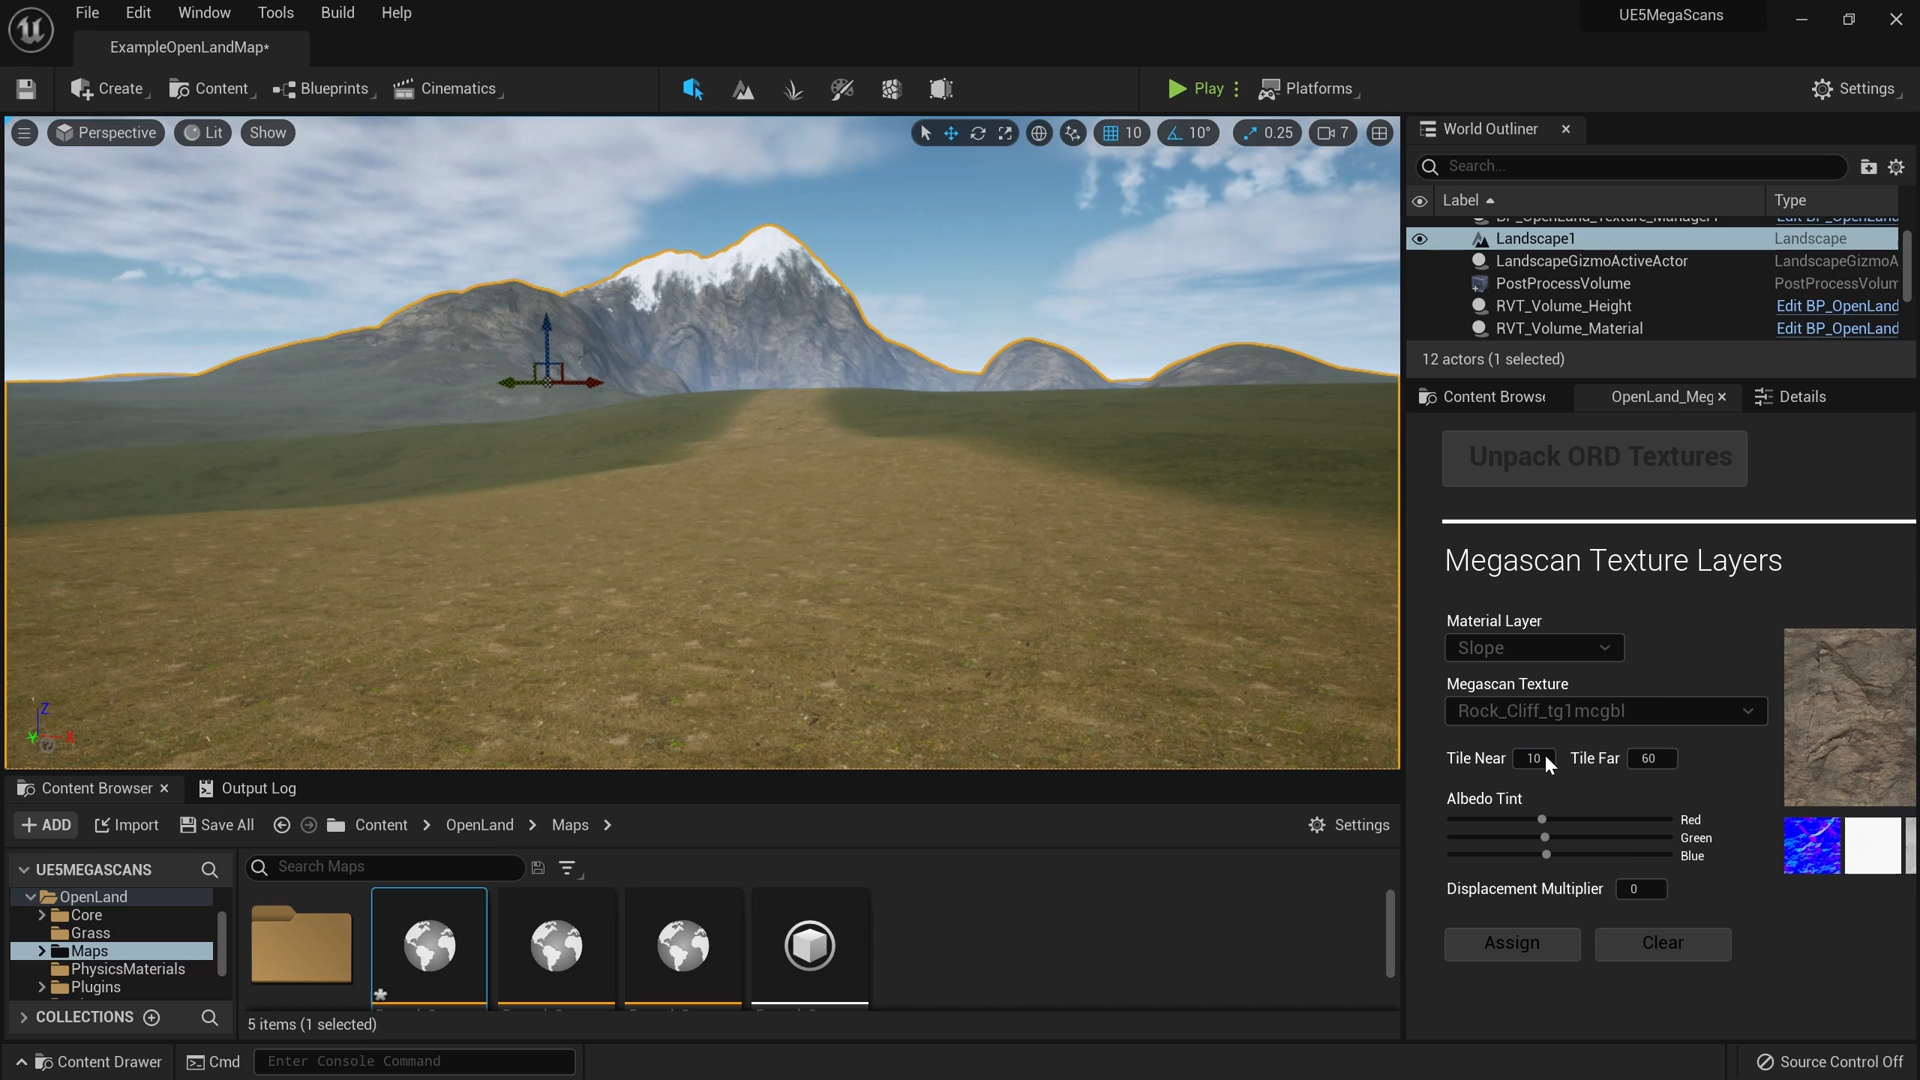 File Edit Window Tools Build Help
UE5MegaScans
ExampleOpenLandMap*
Create Content Blueprints Cinematics Play Platforms Settings
Perspective Lit Show 10 10° 0.25 7
World Outliner
Search...
Label Type
Edit BP_OpenLand
Landscape1 Landscape
LandscapeGizmoActiveActor LandscapeGizmoA
PostProcessVolume PostProcessVolum
RVT_Volume_Height Edit BP_OpenLand
RVT_Volume_Material Edit BP_OpenLand
12 actors (1 selected)
Content Browse OpenLand_Meg Details
Unpack ORD Textures
Megascan Texture Layers
Material Layer
Slope
Megascan Texture
Rock_Cliff_tg1mcgbl
Tile Near 10 Tile Far 60
Albedo Tint
Red
Green
Blue
Displacement Multiplier 0
Assign Clear
Z
Y X
Content Browser Output Log
ADD Import Save All Content OpenLand Maps Settings
UE5MEGASCANS Search Maps
OpenLand
Core
Grass
Maps
PhysicsMaterials
Plugins
COLLECTIONS
5 items (1 selected)
Content Drawer Cmd Enter Console Command Source Control Off